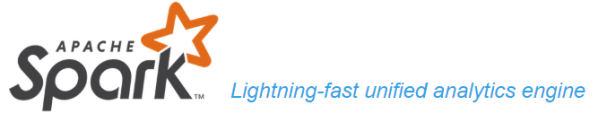 APACHE
Spark™ Lightning-fast unified analytics engine